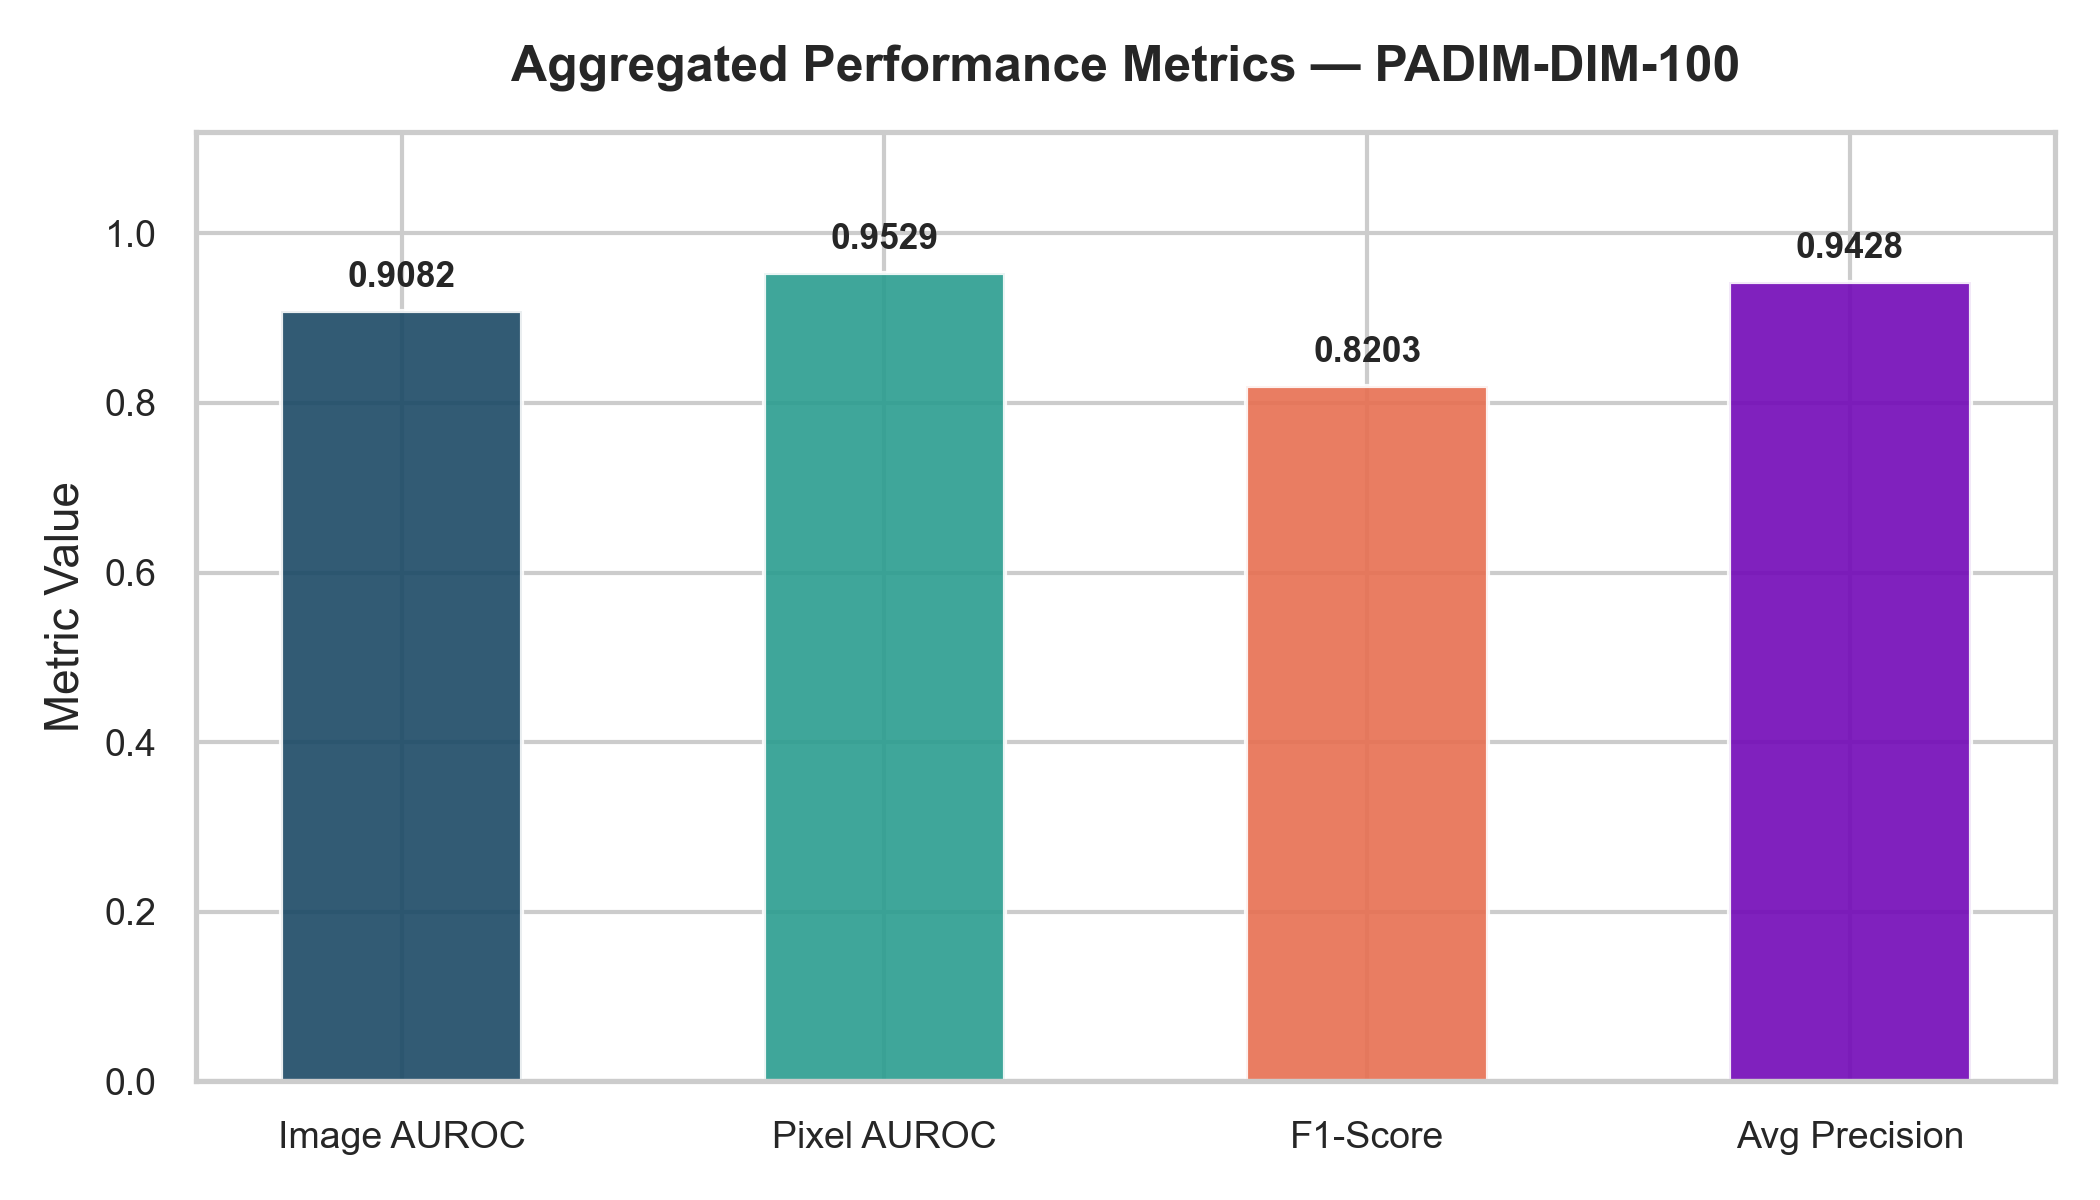 Aggregated Performance Metrics — PADIM-DIM-100
Metric Value
1.0
0.8
0.6
0.4
0.2
0.0
0.9082
0.9529
0.8203
0.9428
Image AUROC
Pixel AUROC
F1-Score
Avg Precision